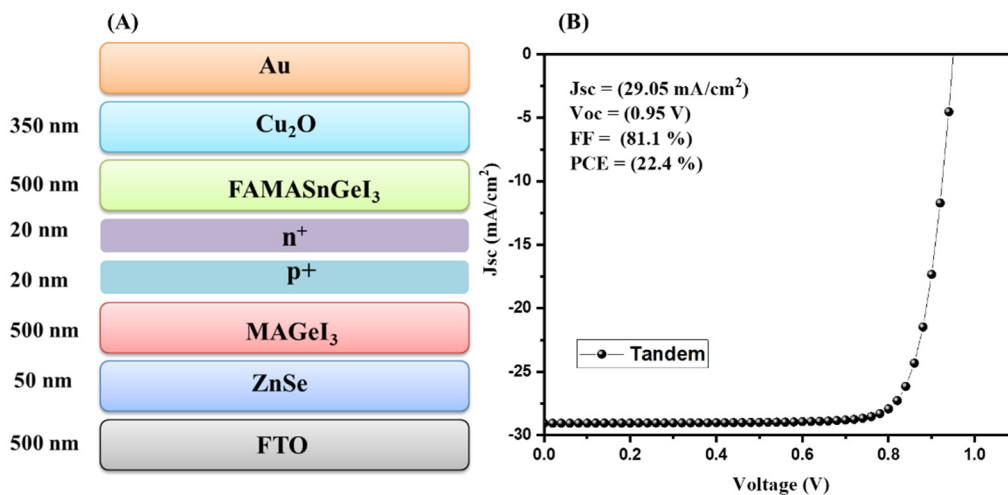 (A)
Au
350 nm
Cu₂O
500 nm
FAMASnGeI₃
20 nm
n⁺
20 nm
p+
500 nm
MAGeI₃
50 nm
ZnSe
500 nm
FTO
(B)
Jsc = (29.05 mA/cm²)
Voc = (0.95 V)
FF = (81.1 %)
PCE = (22.4 %)
Tandem
Jsc (mA/cm²)
0
-5
-10
-15
-20
-25
-30
0.0 0.2 0.4 0.6 0.8 1.0
Voltage (V)